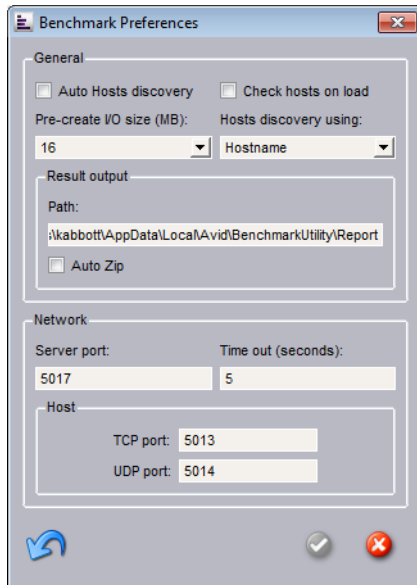 Benchmark Preferences
General
Auto Hosts discovery
Check hosts on load
Pre-create I/O size (MB):
Hosts discovery using:
16
Hostname
Result output
Path:
:\kabbott\AppData\Local\Avid\BenchmarkUtility\Report
Auto Zip
Network
Server port:
Time out (seconds):
5017
5
Host
TCP port: 5013
UDP port: 5014